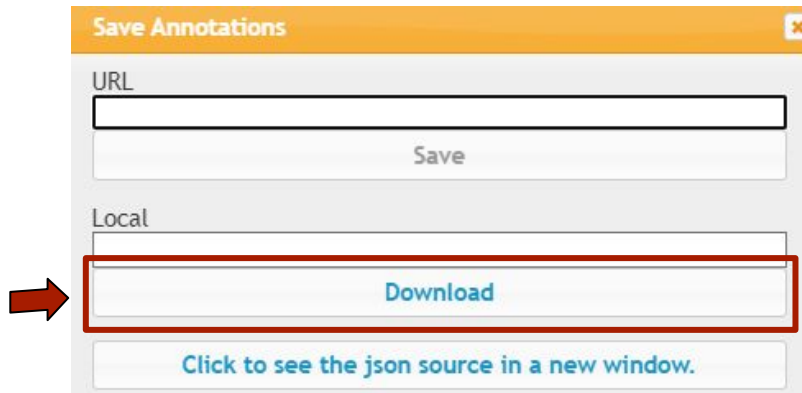 Save Annotations
URL
Save
Local
Download
Click to see the json source in a new window.